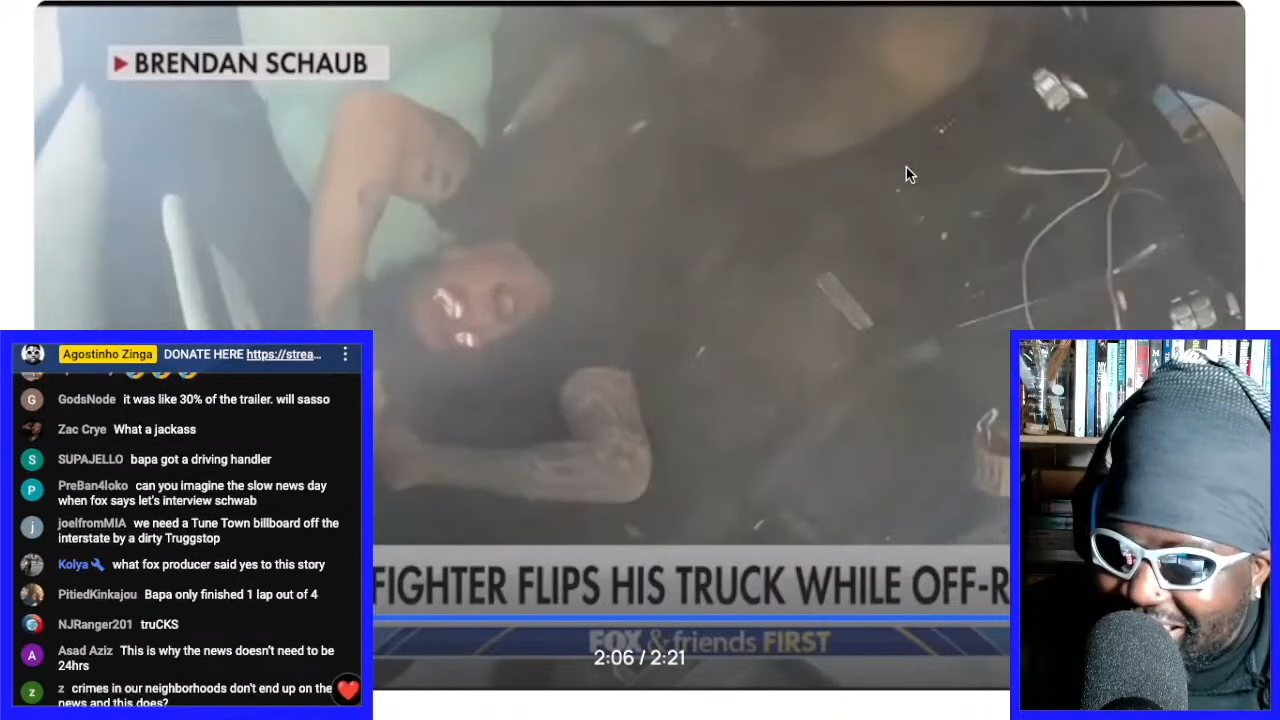 BRENDAN SCHAUB
Agostinho Zinga DONATE HERE https://strea...
GodsNode it was like 30% of the trailer. will sasso
Zac Crye What a jackass
SUPAJELLO bapa got a driving handler
PreBan4loko can you imagine the slow news day
when fox says let's interview schwab
joelfromMIA we need a Tune Town billboard off the
interstate by a dirty Truggstop
Kolya what fox producer said yes to this story
PitiedKinkajou Bapa only finished 1 lap out of 4
NJRanger201 truCKS
Asad Aziz This is why the news doesn't need to be
24hrs
z crimes in our neighborhoods don't end up on the
news and this does?
FIGHTER FLIPS HIS TRUCK WHILE OFF-R
FOX & friends FIRST
2:06 / 2:21